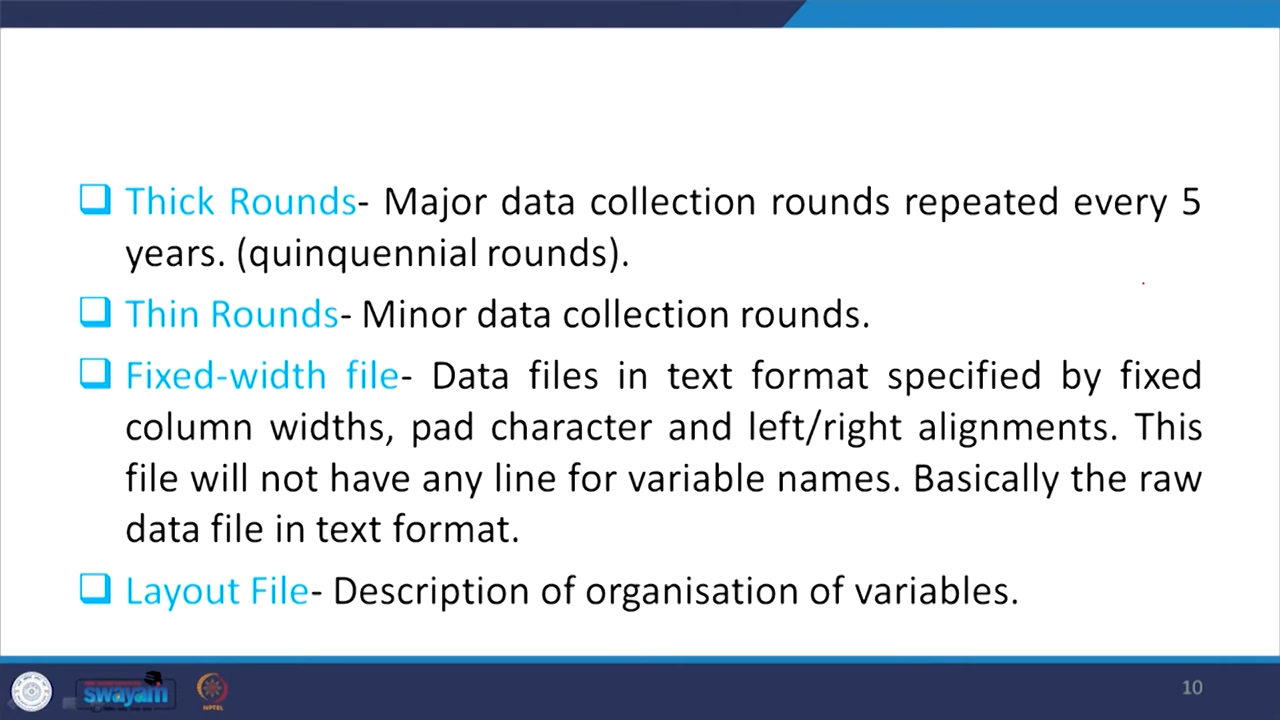 Thick Rounds- Major data collection rounds repeated every 5
years. (quinquennial rounds).
Thin Rounds- Minor data collection rounds.
Fixed-width file- Data files in text format specified by fixed
column widths, pad character and left/right alignments. This
file will not have any line for variable names. Basically the raw
data file in text format.
Layout File- Description of organisation of variables.
swayam
NPTEL
10